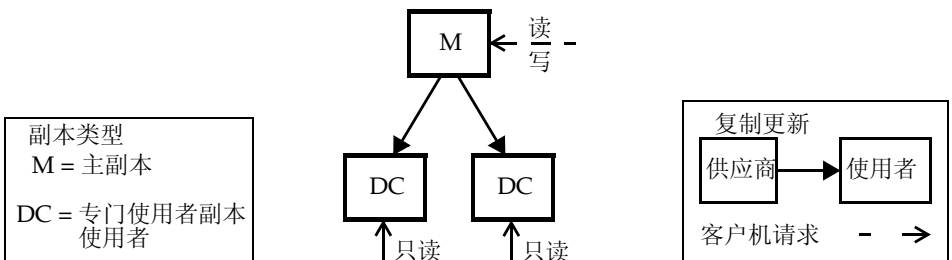 M
读
写
副本类型
M = 主副本
DC = 专门使用者副本
使用者
DC
DC
只读
只读
复制更新
供应商
使用者
客户机请求